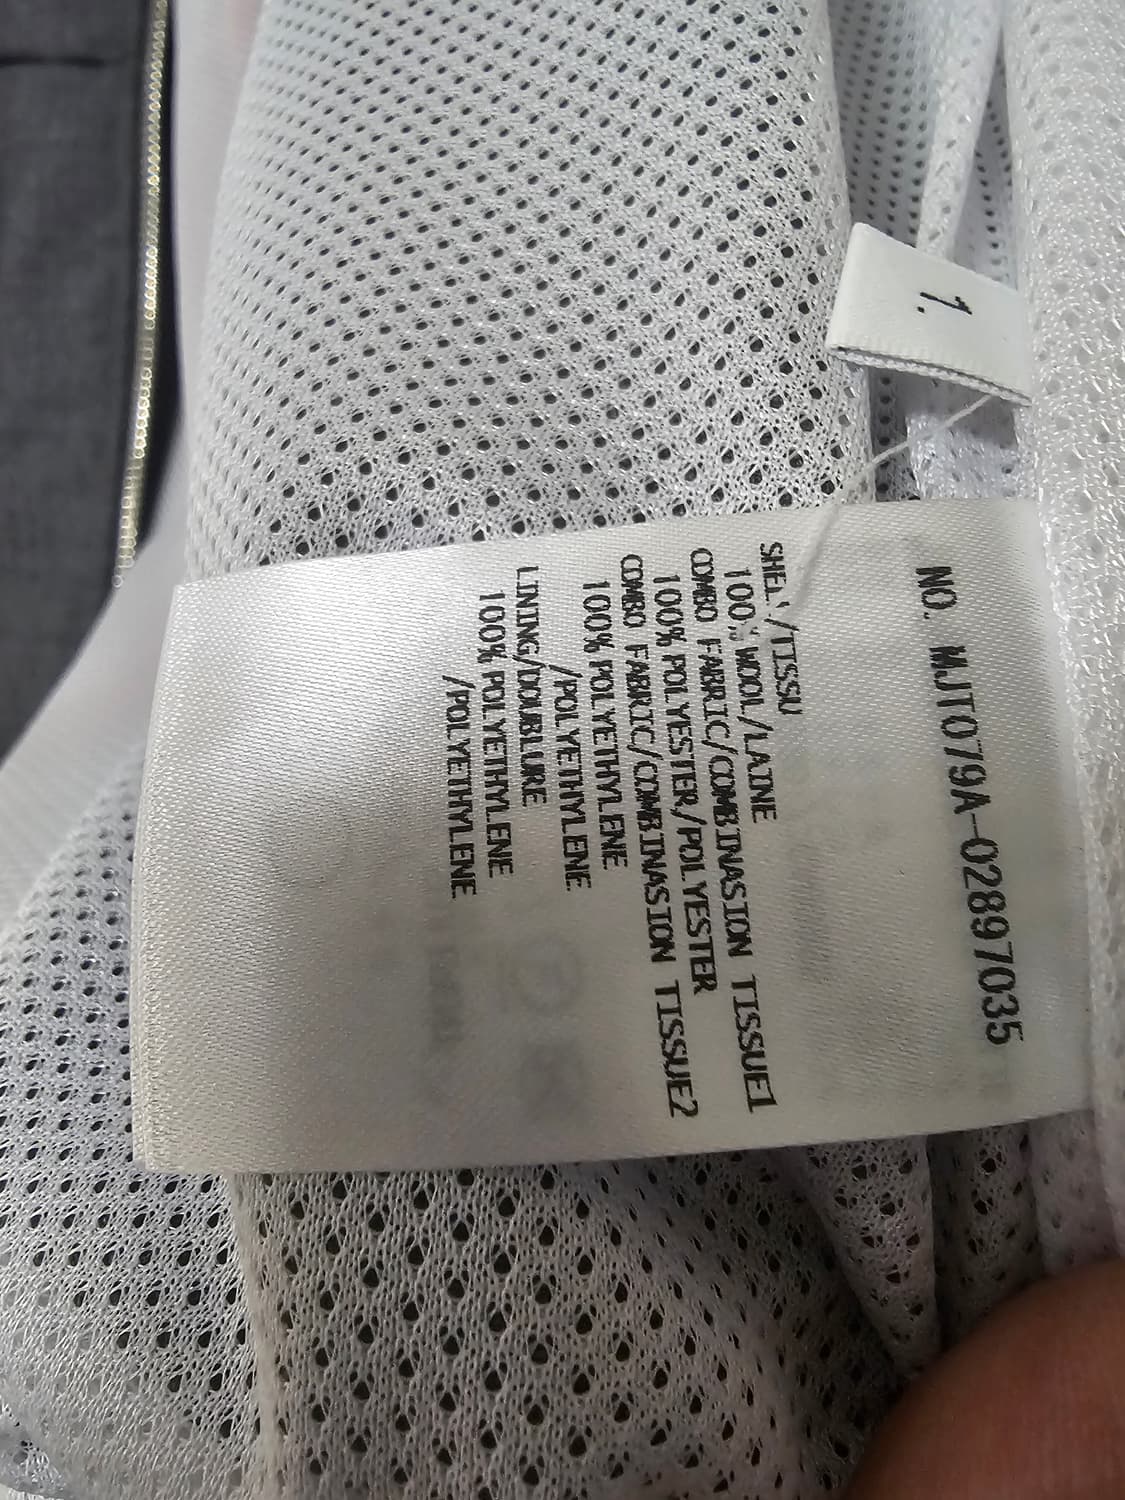 1.
NO. MJT079A-02897035
SHELL/TISSU
100% WOOL/LAINE
COMBO FABRIC/COMBINASION TISSUE1
100% POLYESTER/POLYESTER
COMBO FABRIC/COMBINASION TISSUE2
100% POLYETHYLENE
/POLYETHYLENE
LINING/DOUBLURE
100% POLYETHYLENE
/POLYETHYLENE